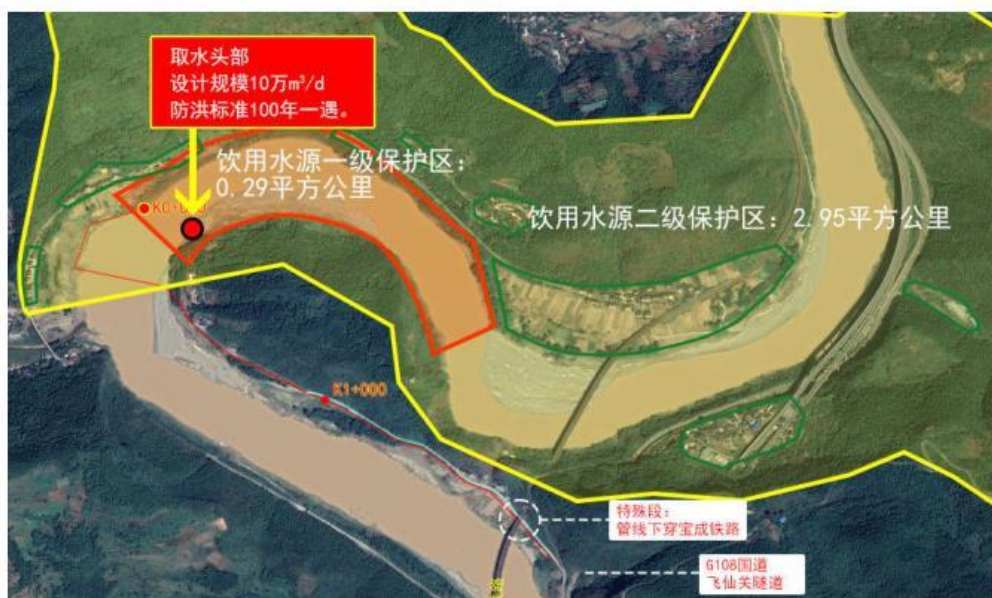 取水头部
设计规模10万m³/d
防洪标准100年一遇。
饮用水源一级保护区：
0.29平方公里
饮用水源二级保护区：2.95平方公里
K1+000
特殊段：
管线下穿宝成铁路
G108国道
飞仙关隧道